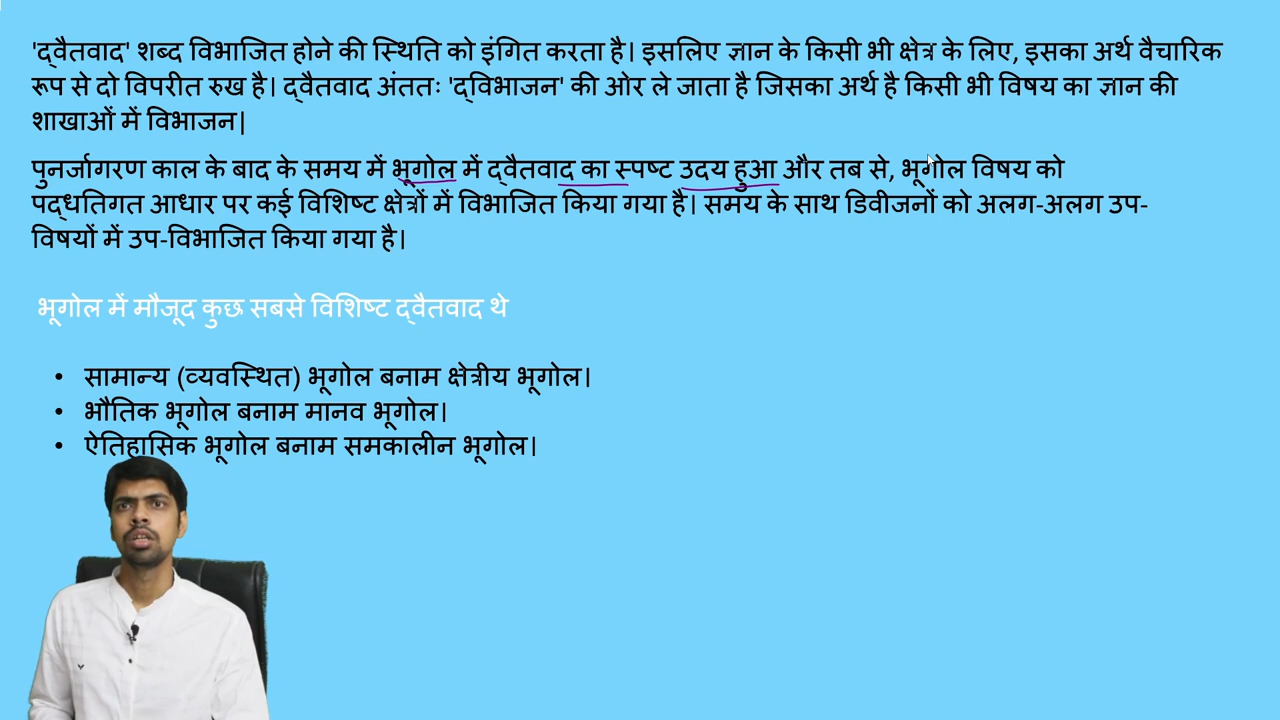 'द्वैतवाद' शब्द विभाजित होने की स्थिति को इंगित करता है। इसलिए ज्ञान के किसी भी क्षेत्र के लिए, इसका अर्थ वैचारिक
रूप से दो विपरीत रुख है। द्वैतवाद अंततः 'द्विभाजन' की ओर ले जाता है जिसका अर्थ है किसी भी विषय का ज्ञान की
शाखाओं में विभाजन|
पुनर्जागरण काल के बाद के समय में भूगोल में द्वैतवाद का स्पष्ट उदय हुआ और तब से, भूगोल विषय को
पद्धतिगत आधार पर कई विशिष्ट क्षेत्रों में विभाजित किया गया है। समय के साथ डिवीजनों को अलग-अलग उप-
विषयों में उप-विभाजित किया गया है।
भूगोल में मौजूद कुछ सबसे विशिष्ट द्वैतवाद थे
• सामान्य (व्यवस्थित) भूगोल बनाम क्षेत्रीय भूगोल।
• भौतिक भूगोल बनाम मानव भूगोल।
• ऐतिहासिक भूगोल बनाम समकालीन भूगोल।